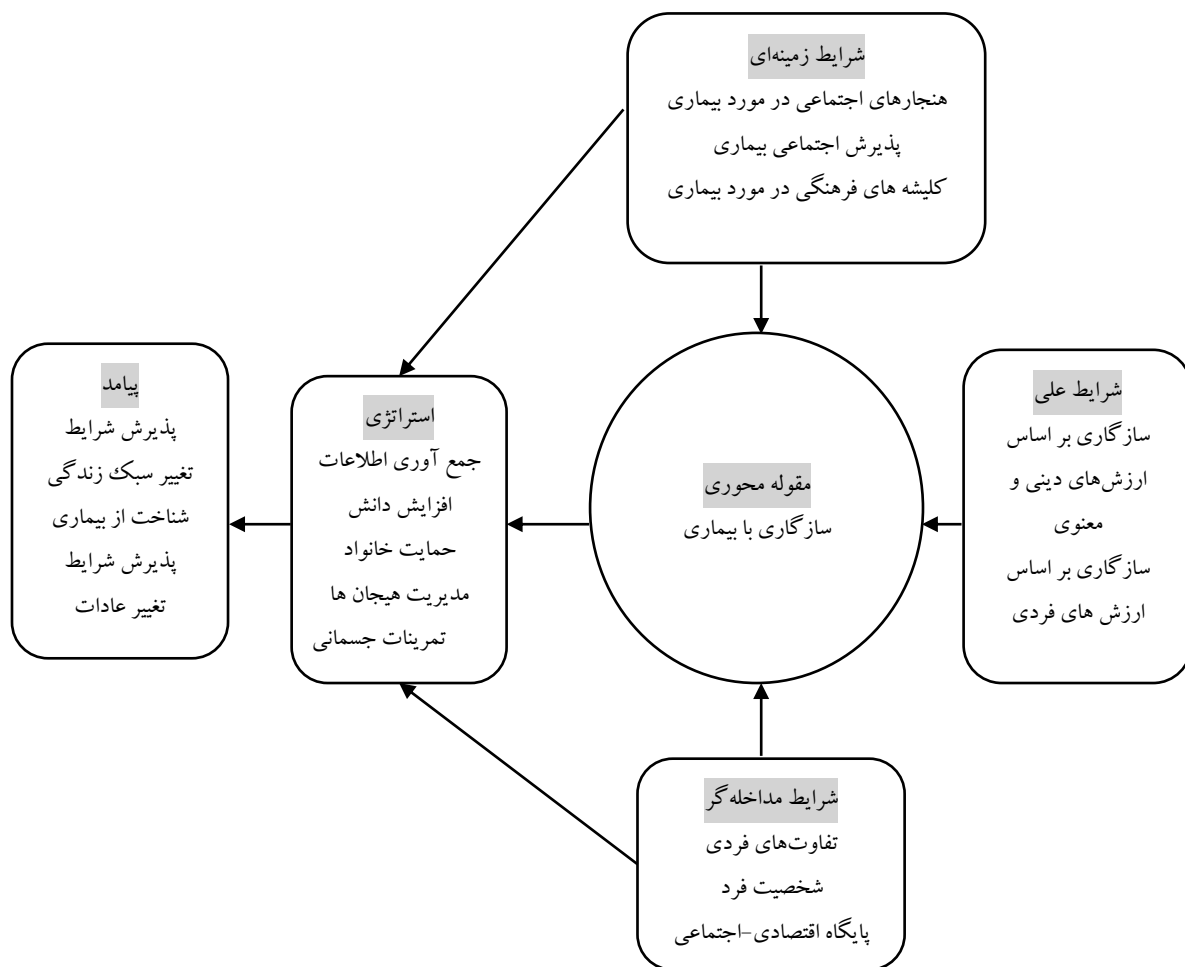 شرایط زمینه‌ای
هنجارهای اجتماعی در مورد بیماری
پذیرش اجتماعی بیماری
کلیشه های فرهنگی در مورد بیماری
شرایط علی
سازگاری بر اساس
ارزش‌های دینی و
معنوی
سازگاری بر اساس
ارزش های فردی
مقوله محوری
سازگاری با بیماری
استراتژی
جمع آوری اطلاعات
افزایش دانش
حمایت خانواد
مدیریت هیجان ها
تمرینات جسمانی
پیامد
پذیرش شرایط
تغییر سبک زندگی
شناخت از بیماری
پذیرش شرایط
تغییر عادات
شرایط مداخله‌گر
تفاوت‌های فردی
شخصیت فرد
پایگاه اقتصادی–اجتماعی